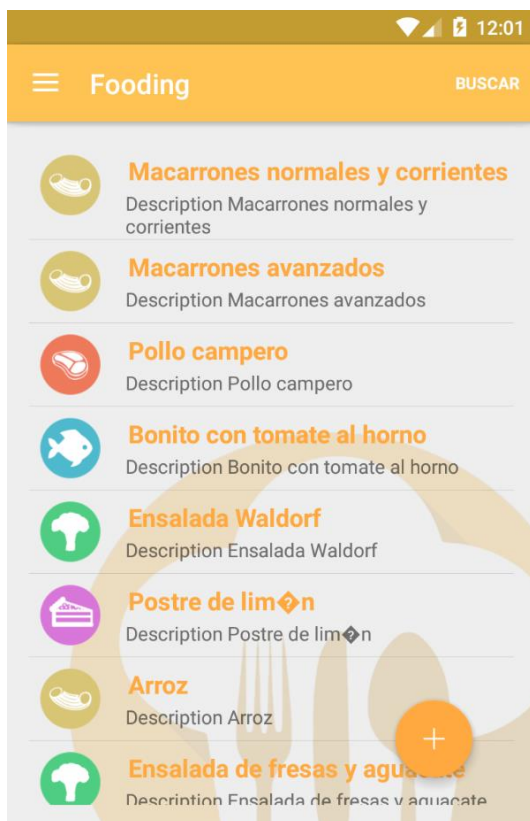 12:01
Fooding
BUSCAR
Macarrones normales y corrientes
Description Macarrones normales y
corrientes
Macarrones avanzados
Description Macarrones avanzados
Pollo campero
Description Pollo campero
Bonito con tomate al horno
Description Bonito con tomate al horno
Ensalada Waldorf
Description Ensalada Waldorf
Postre de lim�n
Description Postre de lim�n
Arroz
Description Arroz
+
Ensalada de fresas y aguacate
Description Ensalada de fresas y aguacate